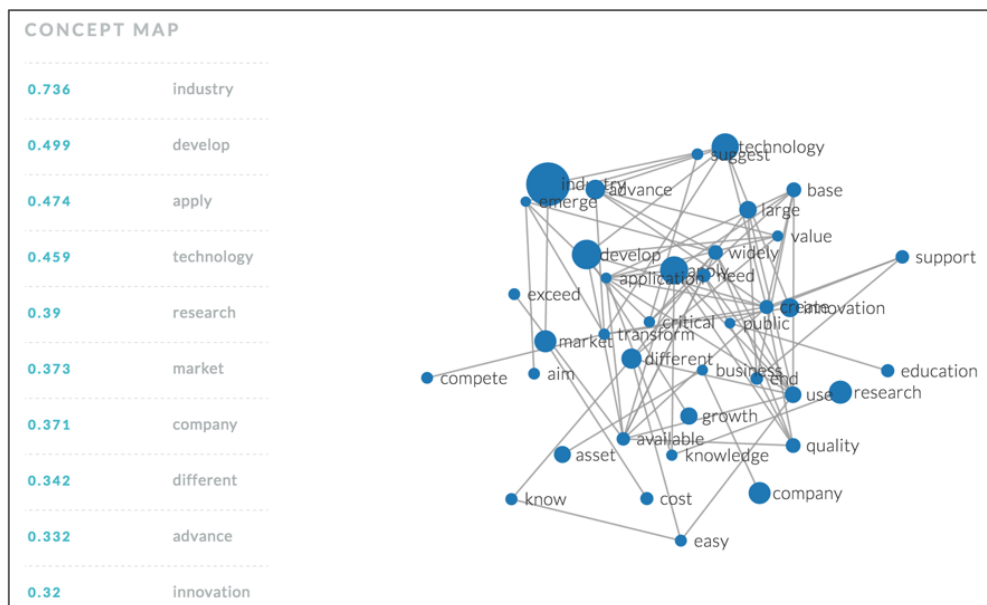 CONCEPT MAP
0.736 industry
0.499 develop
0.474 apply
0.459 technology
0.39 research
0.373 market
0.371 company
0.342 different
0.332 advance
0.32 innovation
technology
suggest
industry
advance
base
emerge
large
value
develop
widely
support
apply
need
application
exceed
create
innovation
critical
public
transform
market
different
business
education
compete
aim
end
use
research
growth
available
quality
asset
knowledge
know
cost
company
easy